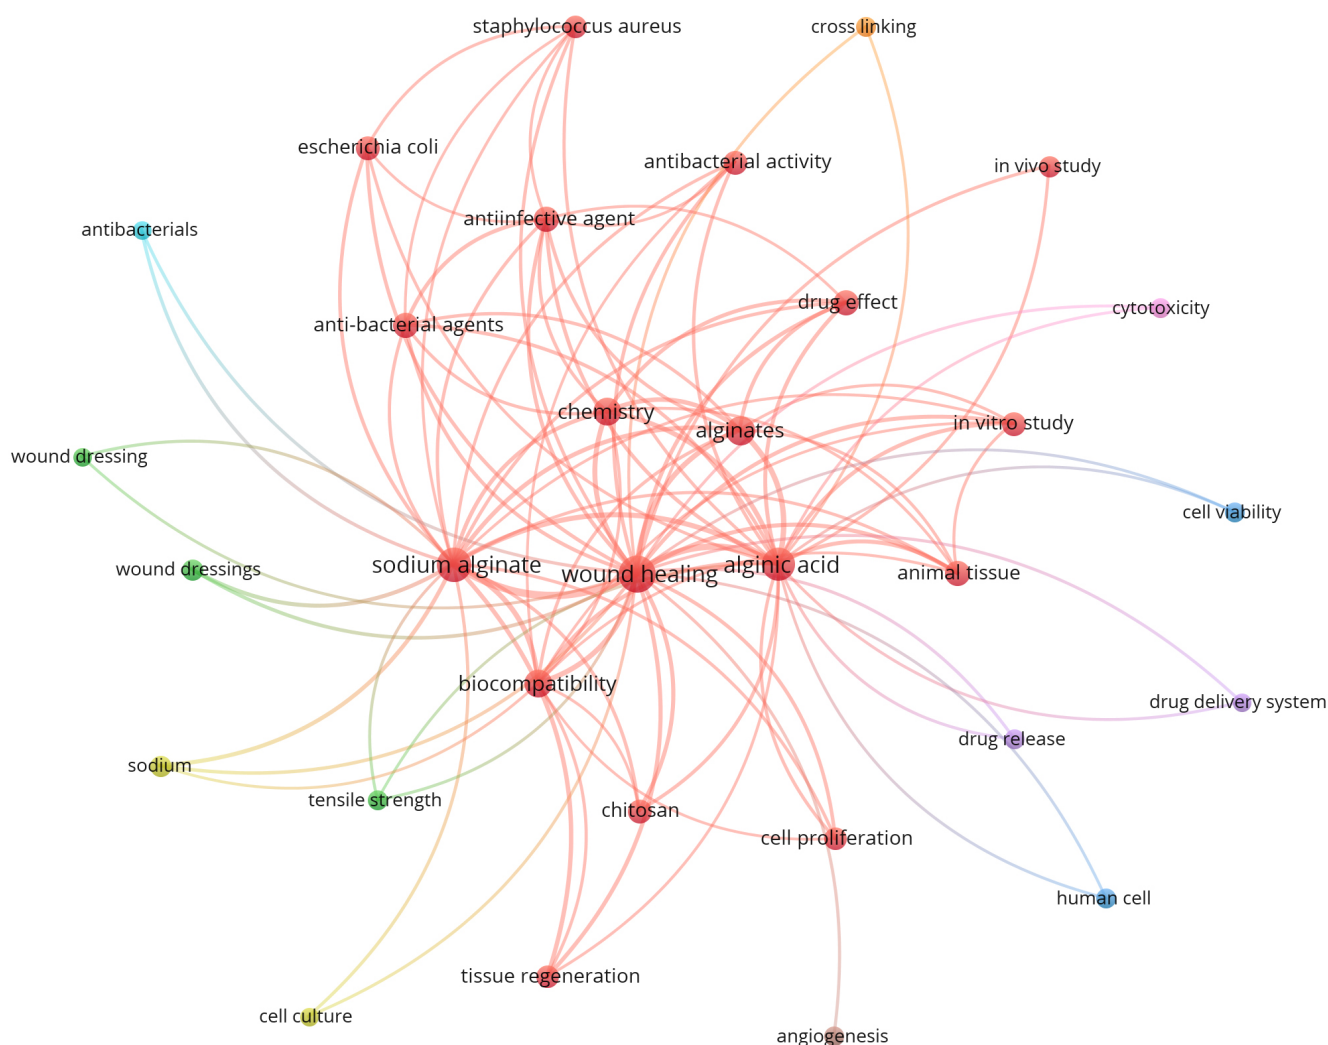 staphylococcus aureus
cross linking
escherichia coli
antibacterial activity
in vivo study
antiinfective agent
antibacterials
drug effect
cytotoxicity
anti-bacterial agents
chemistry
alginates
in vitro study
wound dressing
cell viability
sodium alginate
wound healing
alginic acid
animal tissue
wound dressings
biocompatibility
drug delivery system
drug release
sodium
tensile strength
chitosan
cell proliferation
human cell
tissue regeneration
cell culture
angiogenesis